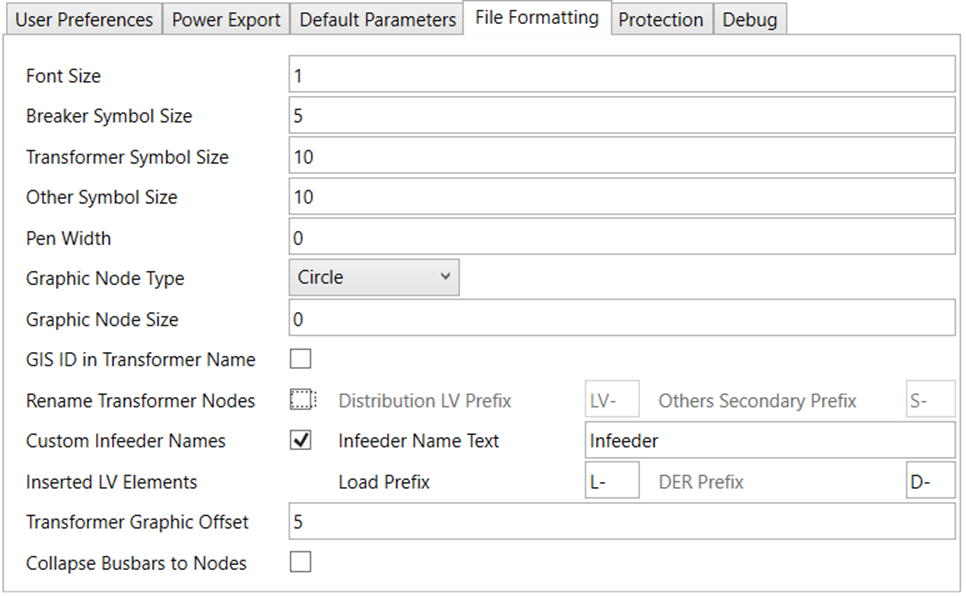 User Preferences Power Export Default Parameters File Formatting Protection Debug
Font Size 1
Breaker Symbol Size 5
Transformer Symbol Size 10
Other Symbol Size 10
Pen Width 0
Graphic Node Type Circle
Graphic Node Size 0
GIS ID in Transformer Name
Rename Transformer Nodes Distribution LV Prefix LV- Others Secondary Prefix S-
Custom Infeeder Names Infeeder Name Text Infeeder
Inserted LV Elements Load Prefix L- DER Prefix D-
Transformer Graphic Offset 5
Collapse Busbars to Nodes